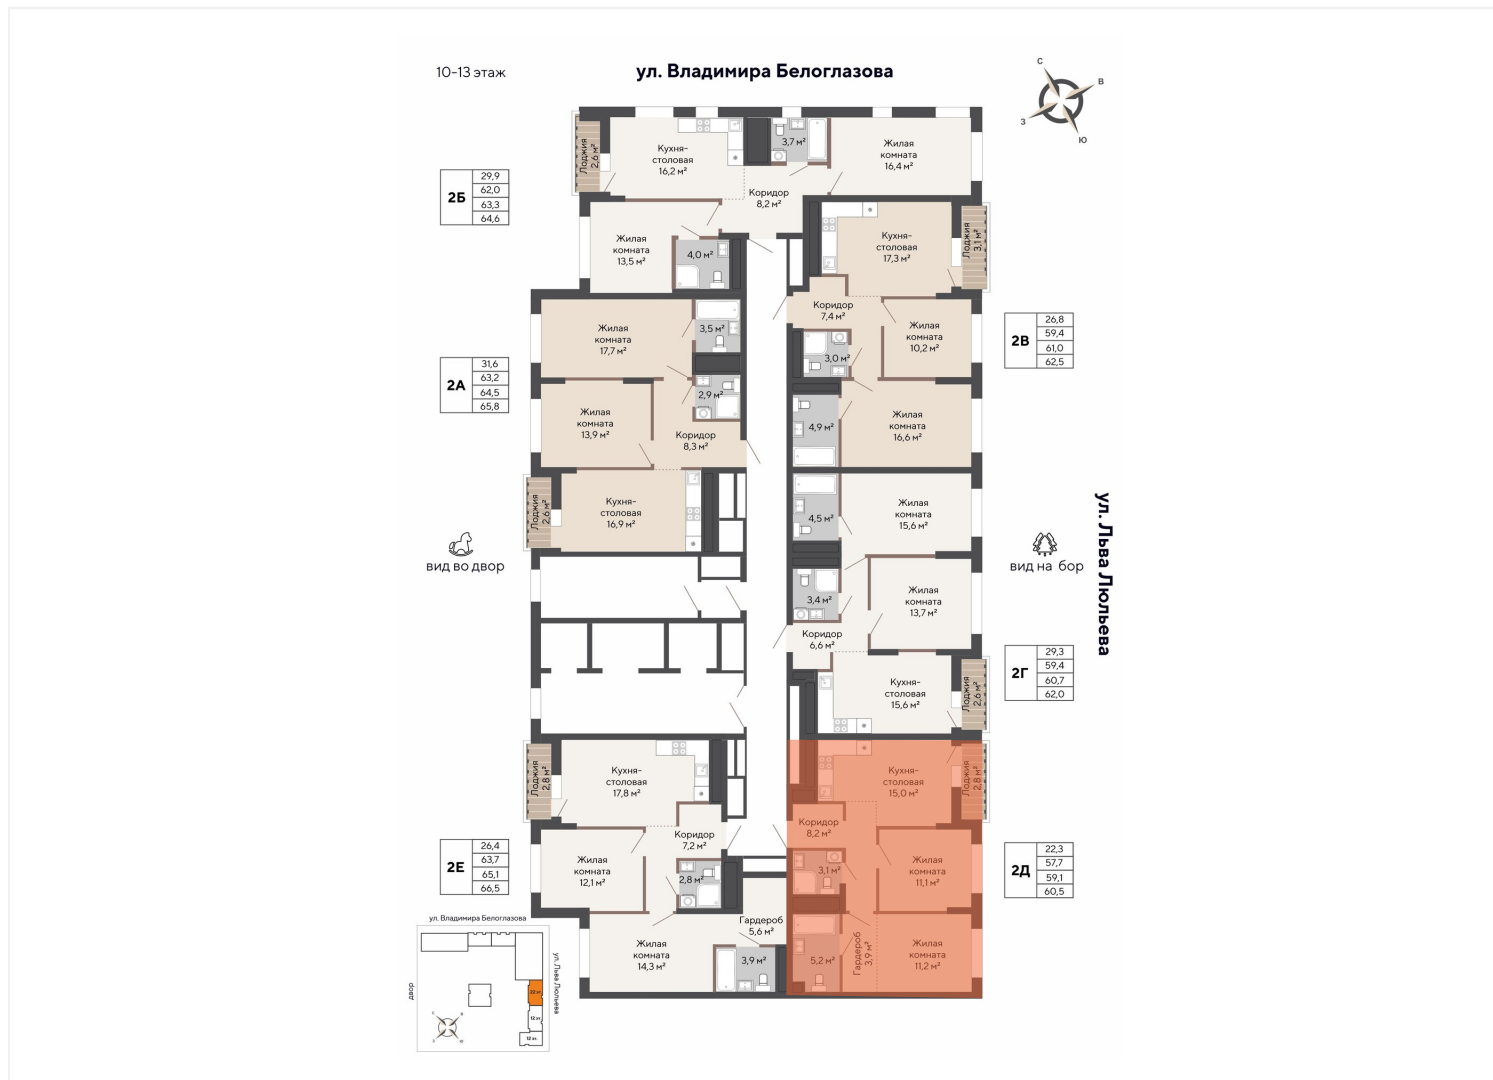 10-13 этаж
ул. Владимира Белоглазова
С
В
З
Ю
Лоджия
2,6 м²
Кухня-
столовая
16,2 м²
3,7 м²
Жилая
комната
16,4 м²
Коридор
8,2 м²
2Б
29,9
62,0
63,3
64,6
Жилая
комната
13,5 м²
4,0 м²
Кухня-
столовая
17,3 м²
Лоджия
3,1 м²
Коридор
7,4 м²
Жилая
комната
10,2 м²
3,0 м²
2В
26,8
59,4
61,0
62,5
Жилая
комната
17,7 м²
3,5 м²
2А
31,6
63,2
64,5
65,8
2,9 м²
Жилая
комната
13,9 м²
Коридор
8,3 м²
4,9 м²
Жилая
комната
16,6 м²
Лоджия
2,6 м²
Кухня-
столовая
16,9 м²
4,5 м²
Жилая
комната
15,6 м²
вид во двор
вид на бор
ул. Льва Люльева
3,4 м²
Жилая
комната
13,7 м²
Коридор
6,6 м²
Кухня-
столовая
15,6 м²
Лоджия
2,6 м²
2Г
29,3
59,4
60,7
62,0
Лоджия
2,8 м²
Кухня-
столовая
17,8 м²
Кухня-
столовая
15,0 м²
Лоджия
2,8 м²
Коридор
7,2 м²
Коридор
8,2 м²
2Е
26,4
63,7
65,1
66,5
Жилая
комната
12,1 м²
2,8 м²
3,1 м²
Жилая
комната
11,1 м²
2Д
22,3
57,7
59,1
60,5
Гардероб
5,6 м²
Жилая
комната
14,3 м²
3,9 м²
5,2 м²
Гардероб
3,9 м²
Жилая
комната
11,2 м²
ул. Владимира Белоглазова
ул. Льва Люльева
двор
22 эт.
12 эт.
12 эт.